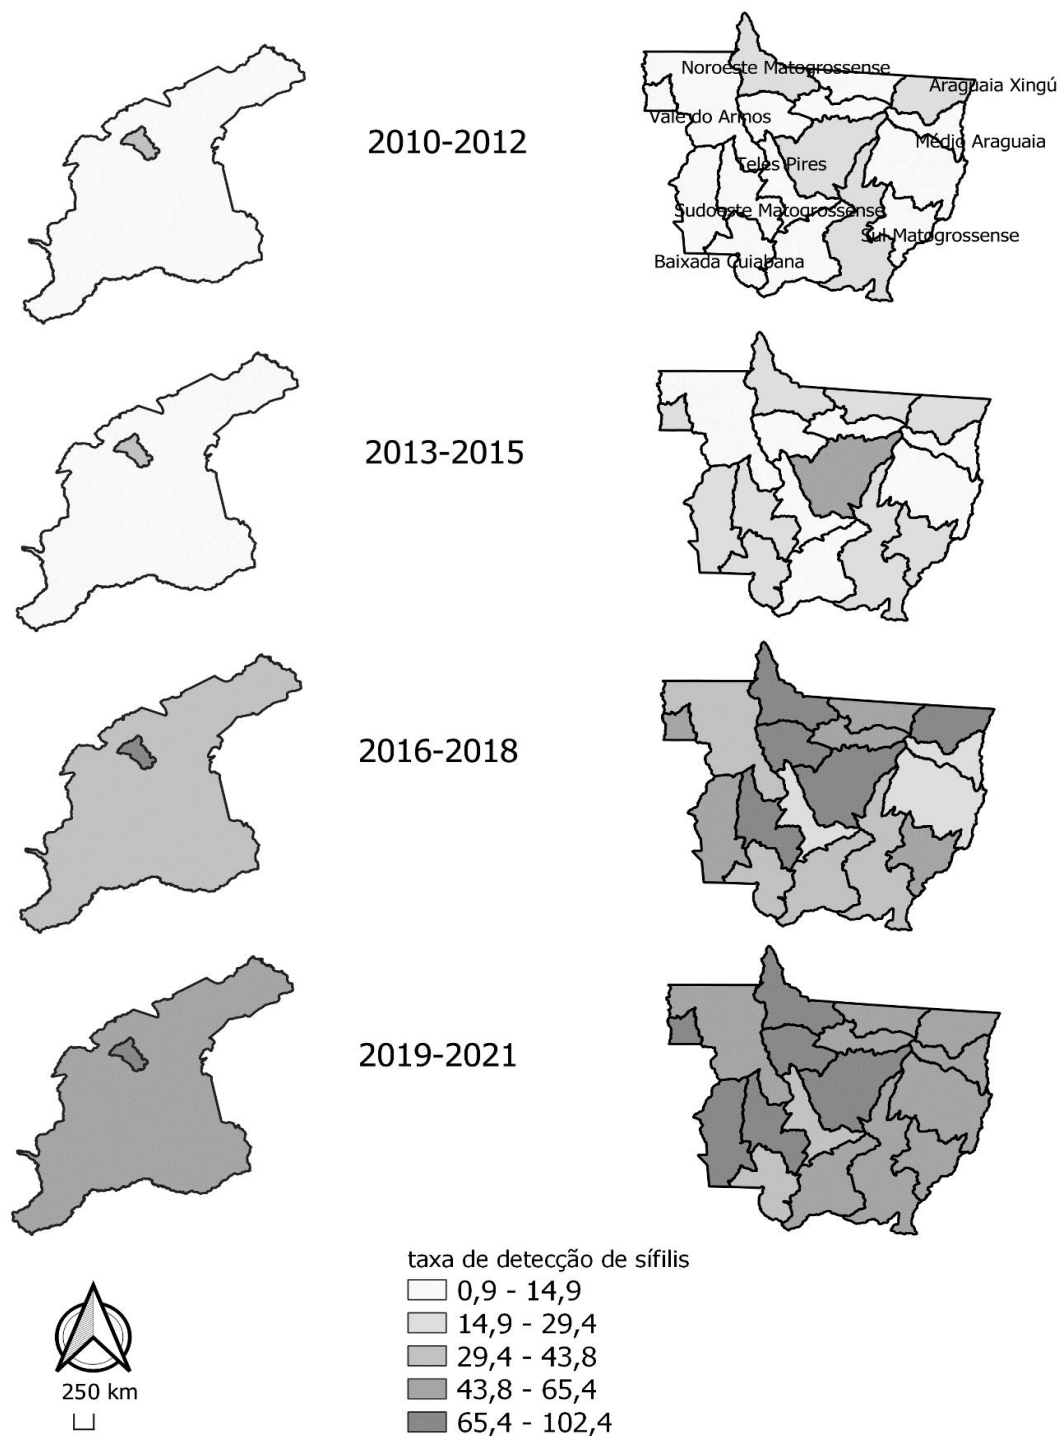 Noroeste Matogrossense
Araguaia Xingú
Vale do Arinos
2010-2012
Médio Araguaia
Teles Pires
Sudoeste Matogrossense
Sul Matogrossense
Baixada Cuiabana
2013-2015
2016-2018
2019-2021
taxa de detecção de sífilis
0,9 - 14,9
14,9 - 29,4
29,4 - 43,8
43,8 - 65,4
65,4 - 102,4
250 km